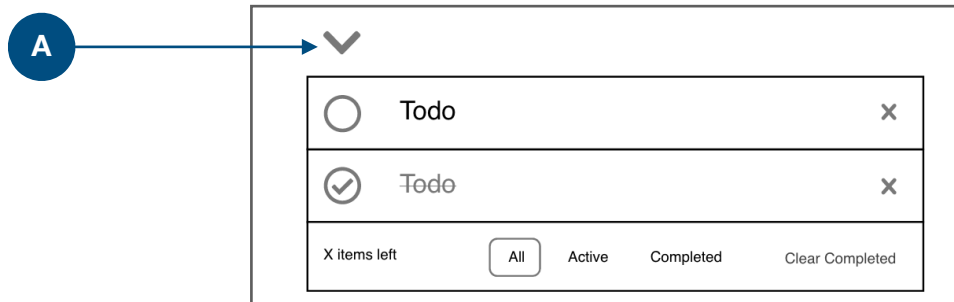 A
Todo
Todo
X items left All Active Completed Clear Completed